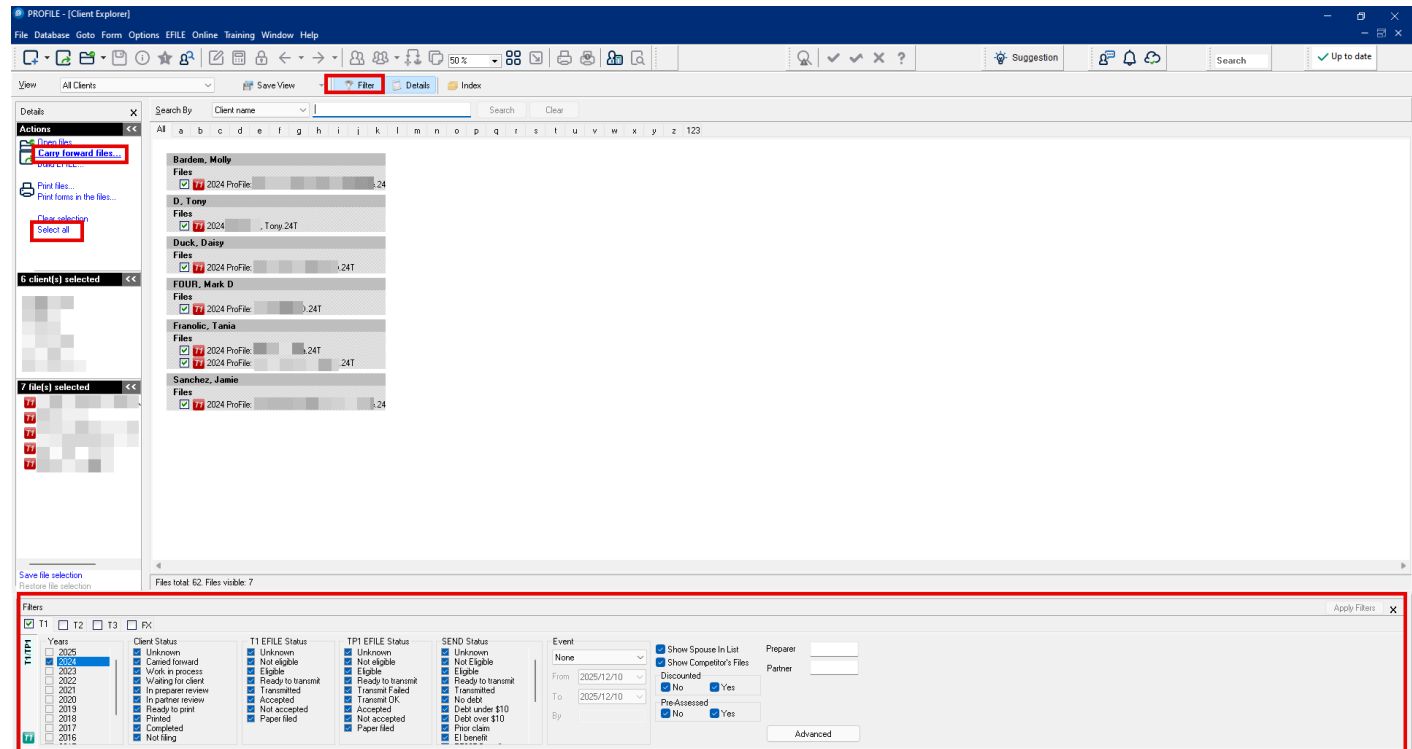 PROFILE - [Client Explorer]
File Database Goto Form Options EFILE Online Training Window Help
50 %
Suggestion
Search
Up to date
View All Clients Save View Filter Details Index
Details
Search By Client name Search Clear
Actions <<
All a b c d e f g h i j k l m n o p q r s t u v w x y z 123
Open files...
Carry forward files...
Build EFILE...
Print files...
Print forms in the files...
Clear selection
Select all
Bardem, Molly
Files
2024 ProFile: .24
D, Tony
Files
2024 , Tony.24T
Duck, Daisy
Files
2024 ProFile: .24T
FOUR, Mark D
Files
2024 ProFile: .24T
Franolic, Tania
Files
2024 ProFile: .24T
2024 ProFile: .24T
Sanchez, Jamie
Files
2024 ProFile: .24
6 client(s) selected <<
7 file(s) selected <<
Save file selection
Restore file selection
Files total: 62. Files visible: 7
Filters
Apply Filters
T1 T2 T3 FX
T1/TP1
Years
2025
2024
2023
2022
2021
2020
2019
2018
2017
2016
Client Status
Unknown
Carried forward
Work in process
Waiting for client
In preparer review
In partner review
Ready to print
Printed
Completed
Not filing
T1 EFILE Status
Unknown
Not eligible
Eligible
Ready to transmit
Transmitted
Accepted
Not accepted
Paper filed
TP1 EFILE Status
Unknown
Not eligible
Eligible
Ready to transmit
Transmit Failed
Transmit OK
Accepted
Not accepted
Paper filed
SEND Status
Unknown
Not Eligible
Eligible
Ready to transmit
Transmitted
No debt
Debt under $10
Debt over $10
Prior claim
EI benefit
Event
None
From 2025/12/10
To 2025/12/10
By
Show Spouse In List
Show Competitor's Files
Discounted
No Yes
Pre-Assessed
No Yes
Preparer
Partner
Advanced